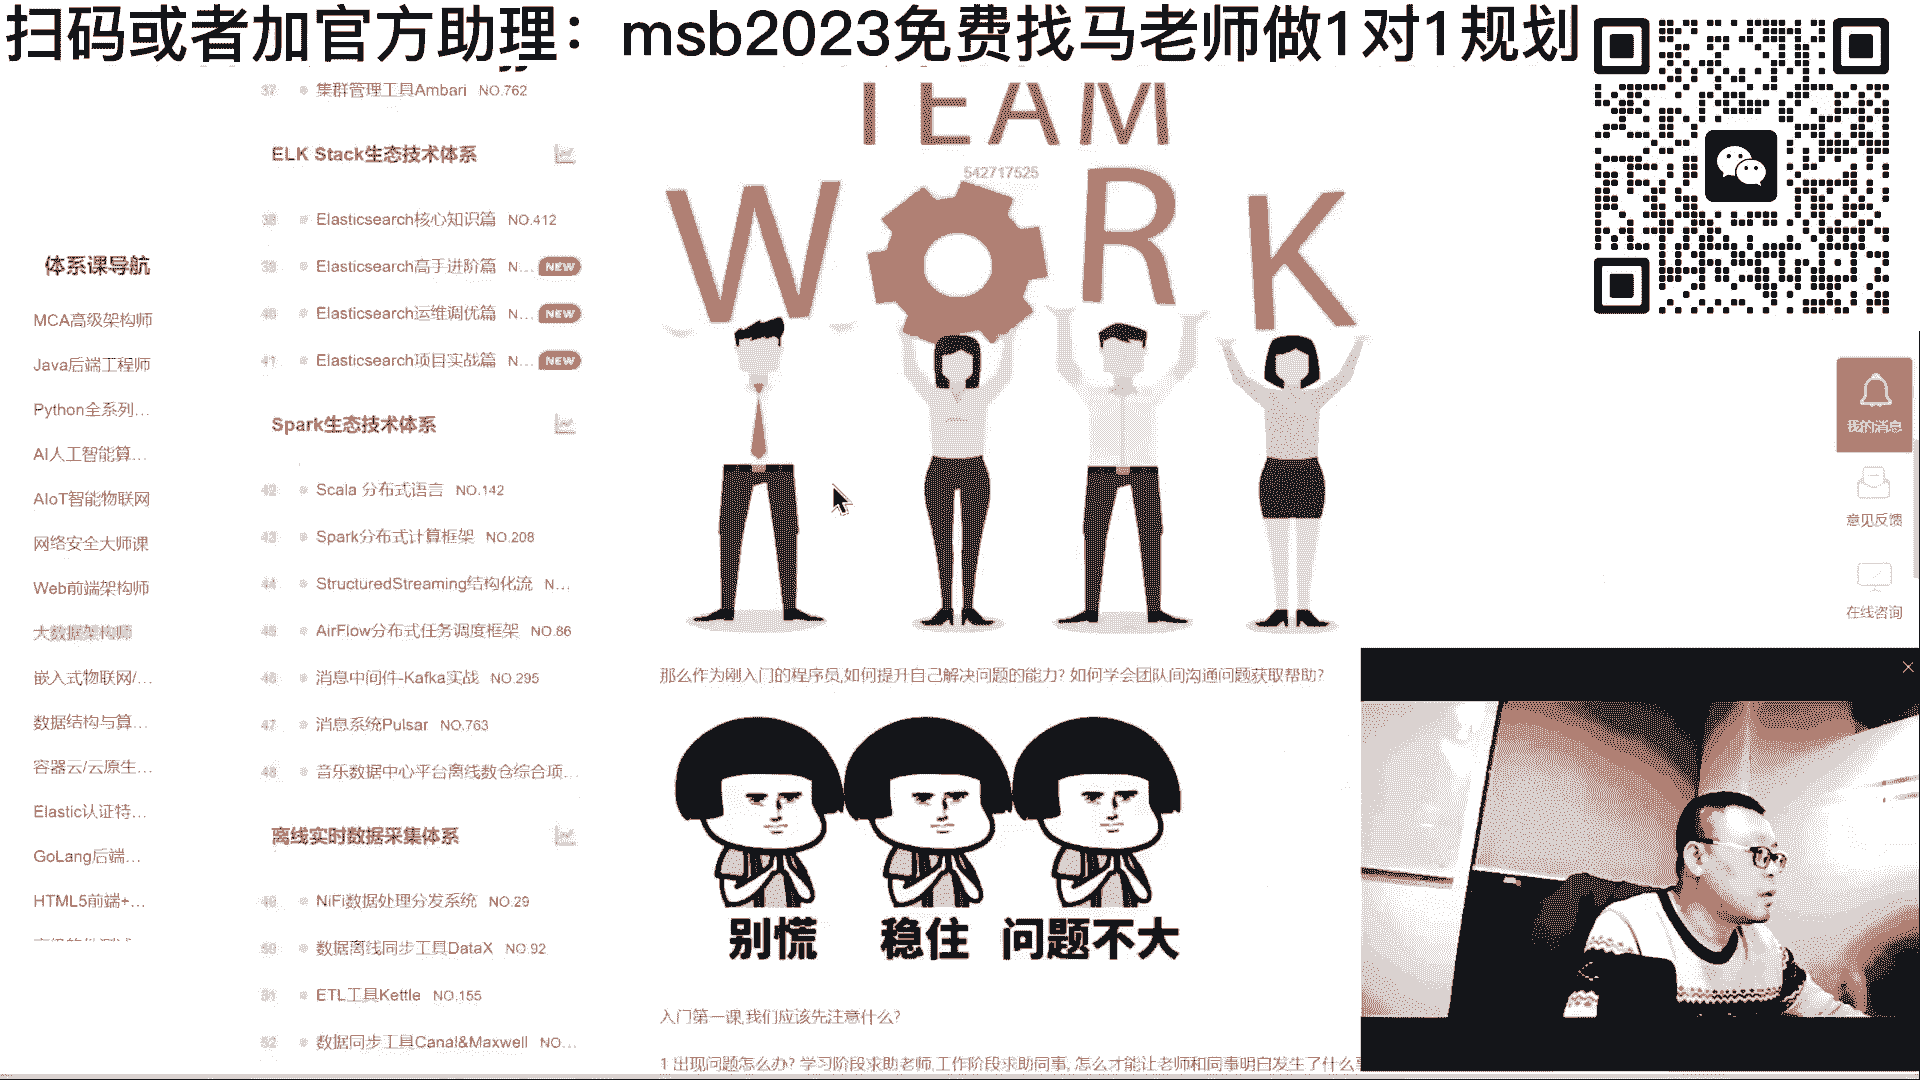 扫码或者加官方助理：msb2023免费找马老师做1对1规划
体系课导航
MCA高级架构师
Java后端工程师
Python全系列...
AI人工智能算...
AIoT智能物联网
网络安全大师课
Web前端架构师
大数据架构师
嵌入式物联网/...
数据结构与算...
容器云/云原生...
Elastic认证特...
GoLang后端...
HTML5前端+...
37 集群管理工具Ambari NO.762
ELK Stack生态技术体系
38 Elasticsearch核心知识篇 NO.412
39 Elasticsearch高手进阶篇 N... NEW
40 Elasticsearch运维调优篇 N... NEW
41 Elasticsearch项目实战篇 N... NEW
Spark生态技术体系
42 Scala 分布式语言 NO.142
43 Spark分布式计算框架 NO.208
44 StructuredStreaming结构化流 N...
45 AirFlow分布式任务调度框架 NO.86
46 消息中间件-Kafka实战 NO.295
47 消息系统Pulsar NO.763
48 音乐数据中心平台离线数仓综合项...
离线实时数据采集体系
49 NiFi数据处理分发系统 NO.29
50 数据离线同步工具DataX NO.92
51 ETL工具Kettle NO.155
52 数据同步工具Canal&Maxwell NO...
TEAM
542717525
WORK
那么作为刚入门的程序员,如何提升自己解决问题的能力? 如何学会团队间沟通问题获取帮助?
别慌 稳住 问题不大
入门第一课,我们应该先注意什么?
1 出现问题怎么办? 学习阶段求助老师,工作阶段求助同事, 怎么才能让老师和同事明白发生了什么
我的消息
意见反馈
在线咨询